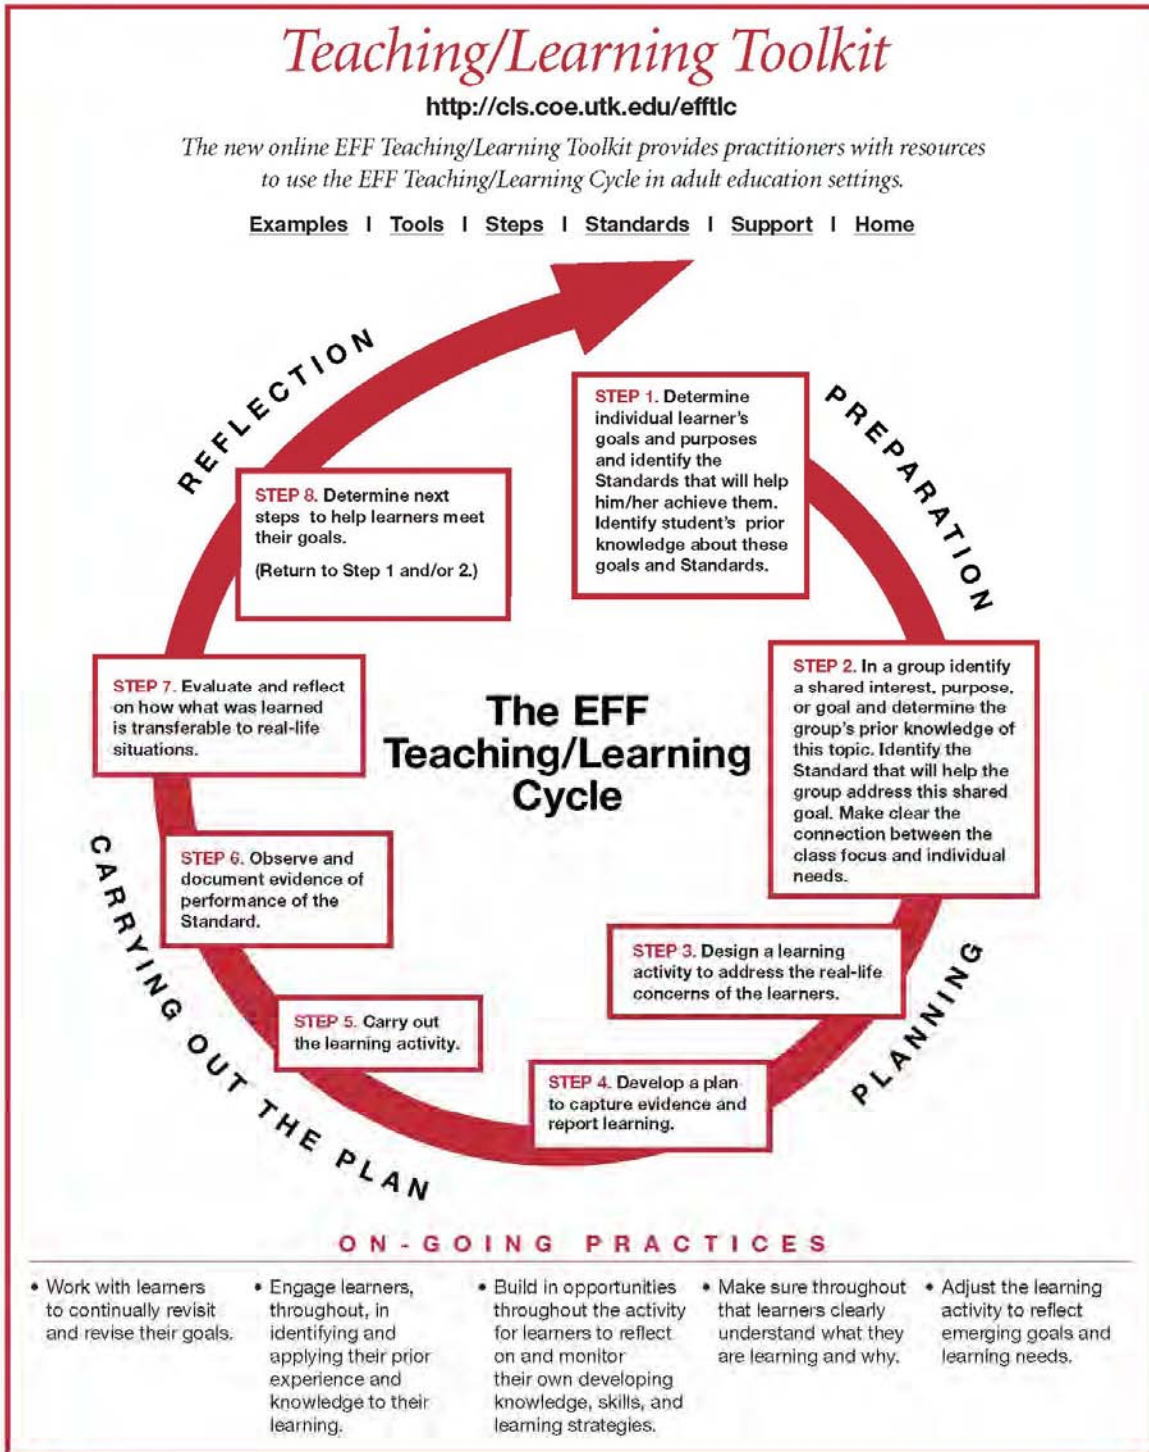 Teaching/Learning Toolkit
http://cls.coe.utk.edu/efftlc
The new online EFF Teaching/Learning Toolkit provides practitioners with resources
to use the EFF Teaching/Learning Cycle in adult education settings.
Examples | Tools | Steps | Standards | Support | Home
REFLECTION
PREPARATION
STEP 1. Determine
individual learner's
goals and purposes
and identify the
Standards that will help
him/her achieve them.
Identify student's prior
knowledge about these
goals and Standards.
STEP 2. In a group identify
a shared interest, purpose,
or goal and determine the
group's prior knowledge of
this topic. Identify the
Standard that will help the
group address this shared
goal. Make clear the
connection between the
class focus and individual
needs.
PLANNING
STEP 3. Design a learning
activity to address the real-life
concerns of the learners.
STEP 4. Develop a plan
to capture evidence and
report learning.
CARRYING OUT THE PLAN
STEP 5. Carry out
the learning activity.
STEP 6. Observe and
document evidence of
performance of the
Standard.
STEP 7. Evaluate and reflect
on how what was learned
is transferable to real-life
situations.
STEP 8. Determine next
steps to help learners meet
their goals.
(Return to Step 1 and/or 2.)
The EFF
Teaching/Learning
Cycle
ON-GOING PRACTICES
• Work with learners
to continually revisit
and revise their goals.
• Engage learners,
throughout, in
identifying and
applying their prior
experience and
knowledge to their
learning.
• Build in opportunities
throughout the activity
for learners to reflect
on and monitor
their own developing
knowledge, skills, and
learning strategies.
• Make sure throughout
that learners clearly
understand what they
are learning and why.
• Adjust the learning
activity to reflect
emerging goals and
learning needs.